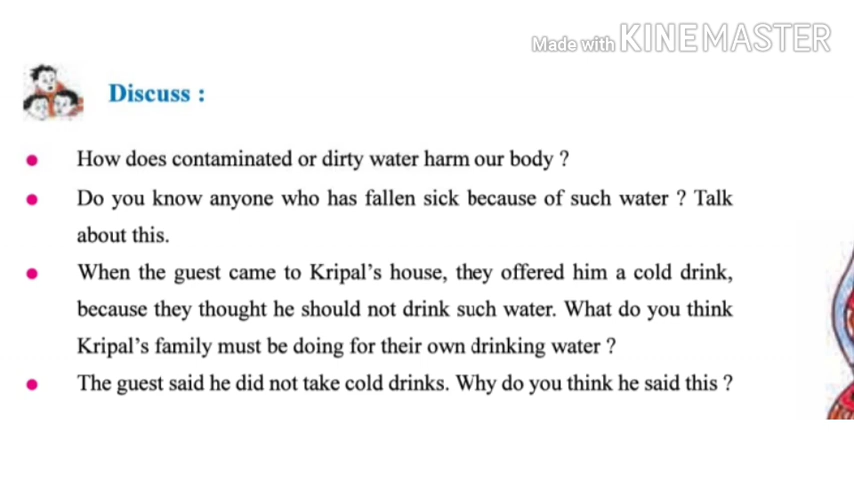 Made with KINEMASTER
Discuss :
• How does contaminated or dirty water harm our body ?
• Do you know anyone who has fallen sick because of such water ? Talk
about this.
• When the guest came to Kripal's house, they offered him a cold drink,
because they thought he should not drink such water. What do you think
Kripal's family must be doing for their own drinking water ?
• The guest said he did not take cold drinks. Why do you think he said this ?